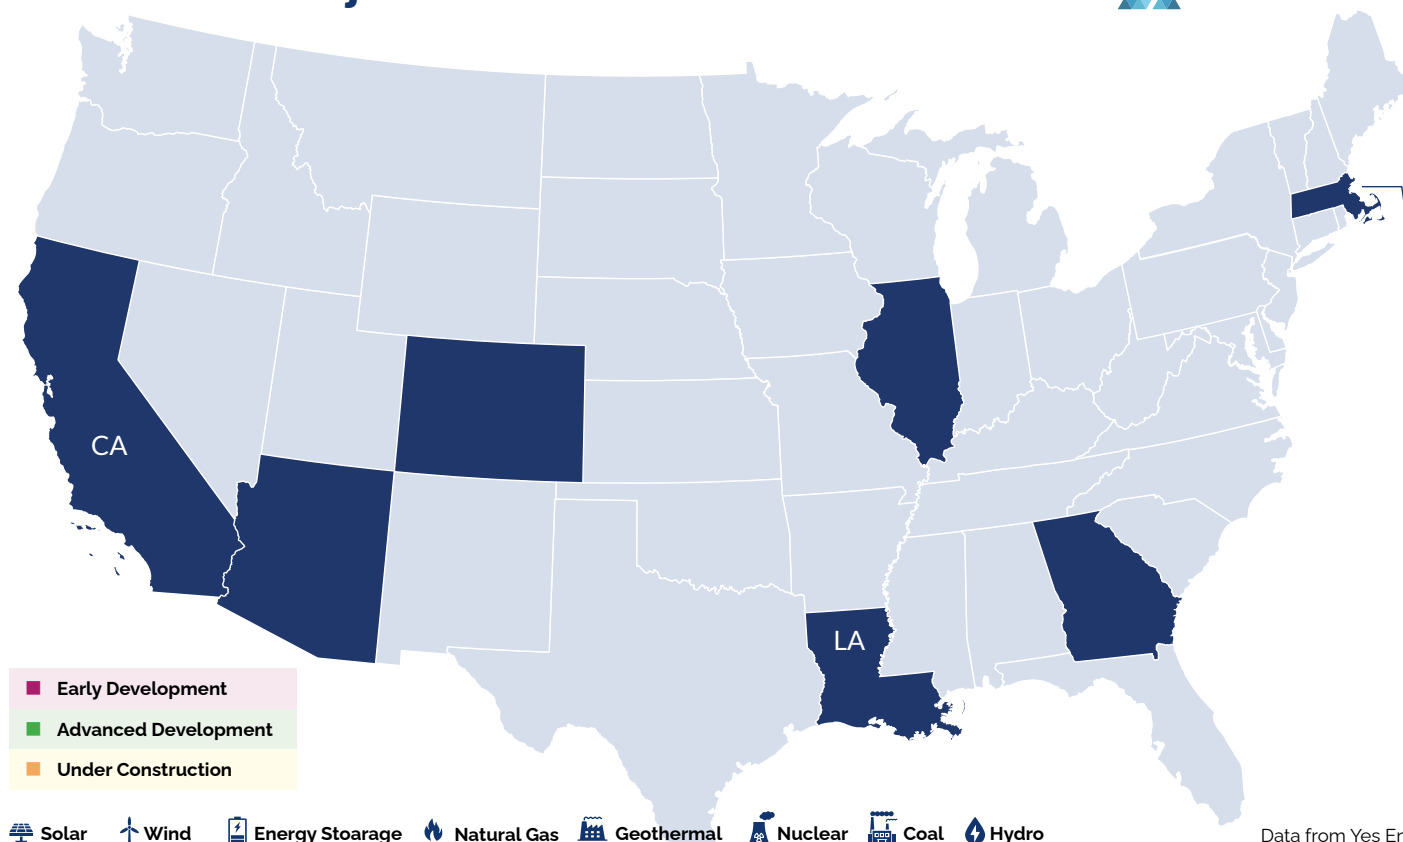 CA
LA
Early Development
Advanced Development
Under Construction
Solar Wind Energy Stoarage Natural Gas Geothermal Nuclear Coal Hydro
Data from Yes